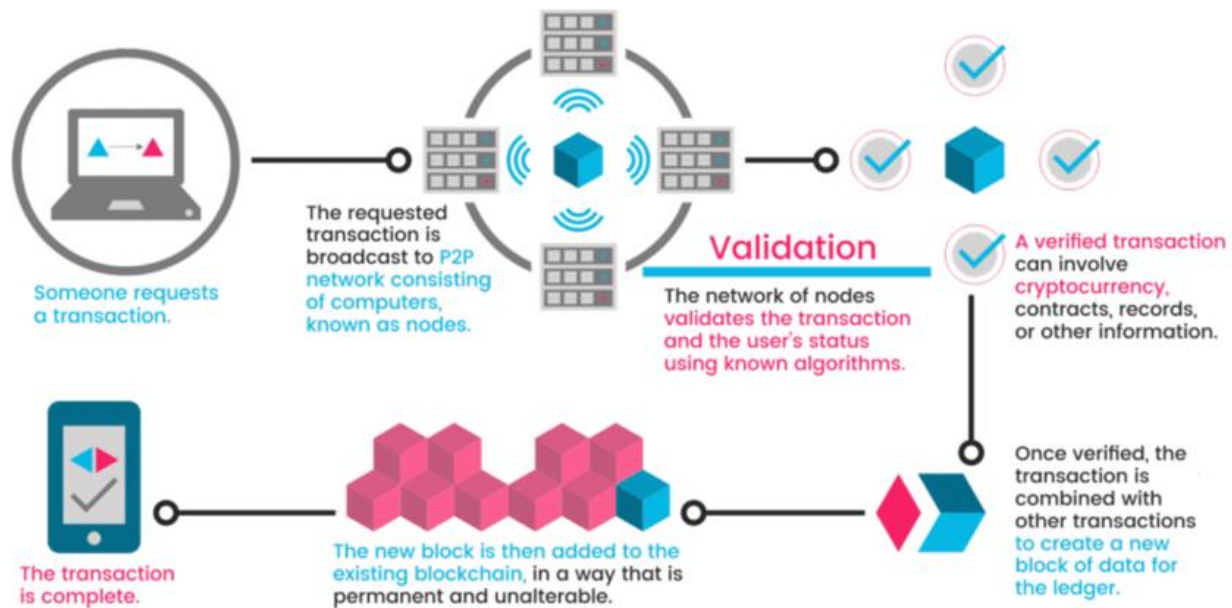 Someone requests
a transaction.
The requested
transaction is
broadcast to P2P
network consisting
of computers,
known as nodes.
Validation
The network of nodes
validates the transaction
and the user's status
using known algorithms.
A verified transaction
can involve
cryptocurrency,
contracts, records,
or other information.
Once verified, the
transaction is
combined with
other transactions
to create a new
block of data for
the ledger.
The new block is then added to the
existing blockchain, in a way that is
permanent and unalterable.
The transaction
is complete.